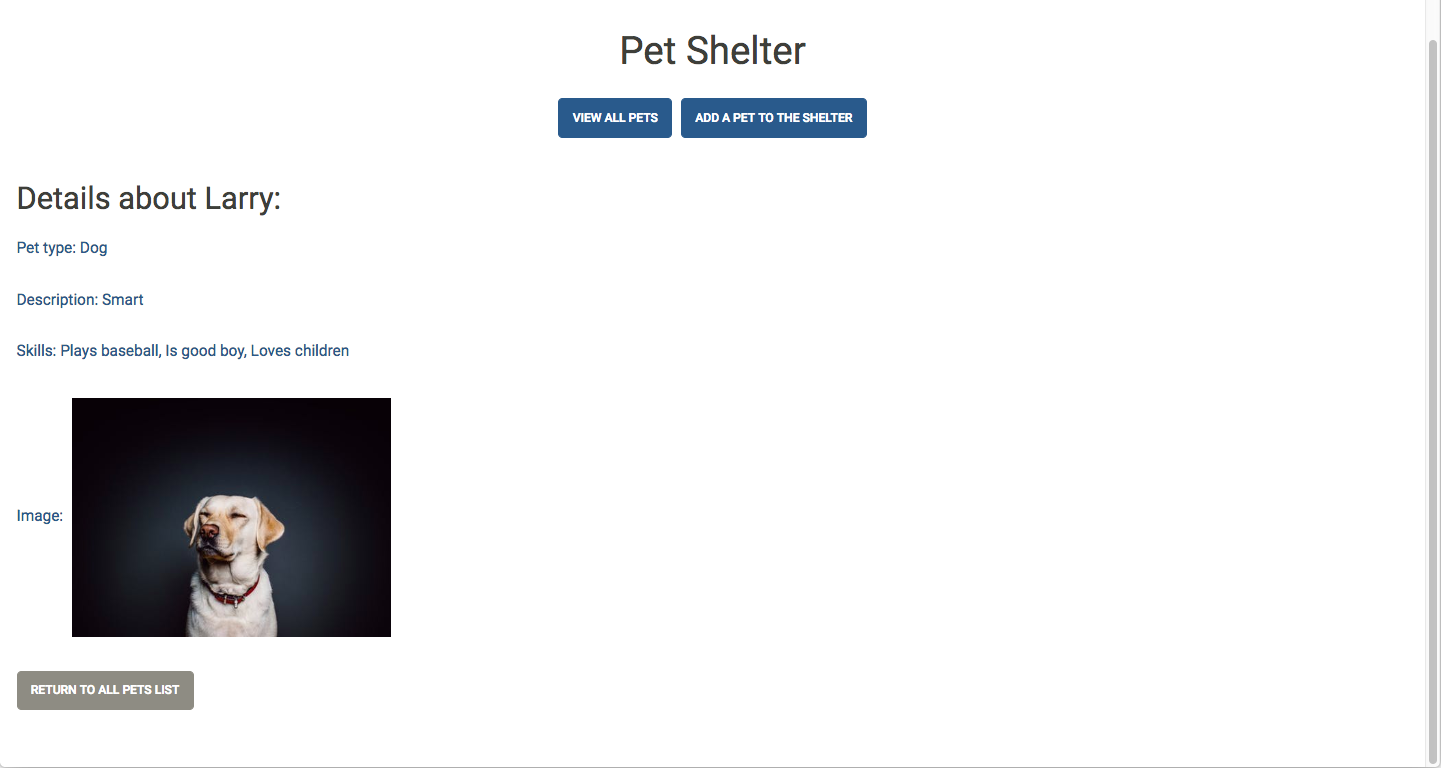 Pet Shelter
VIEW ALL PETS ADD A PET TO THE SHELTER
Details about Larry:
Pet type: Dog
Description: Smart
Skills: Plays baseball, Is good boy, Loves children
Image:
RETURN TO ALL PETS LIST